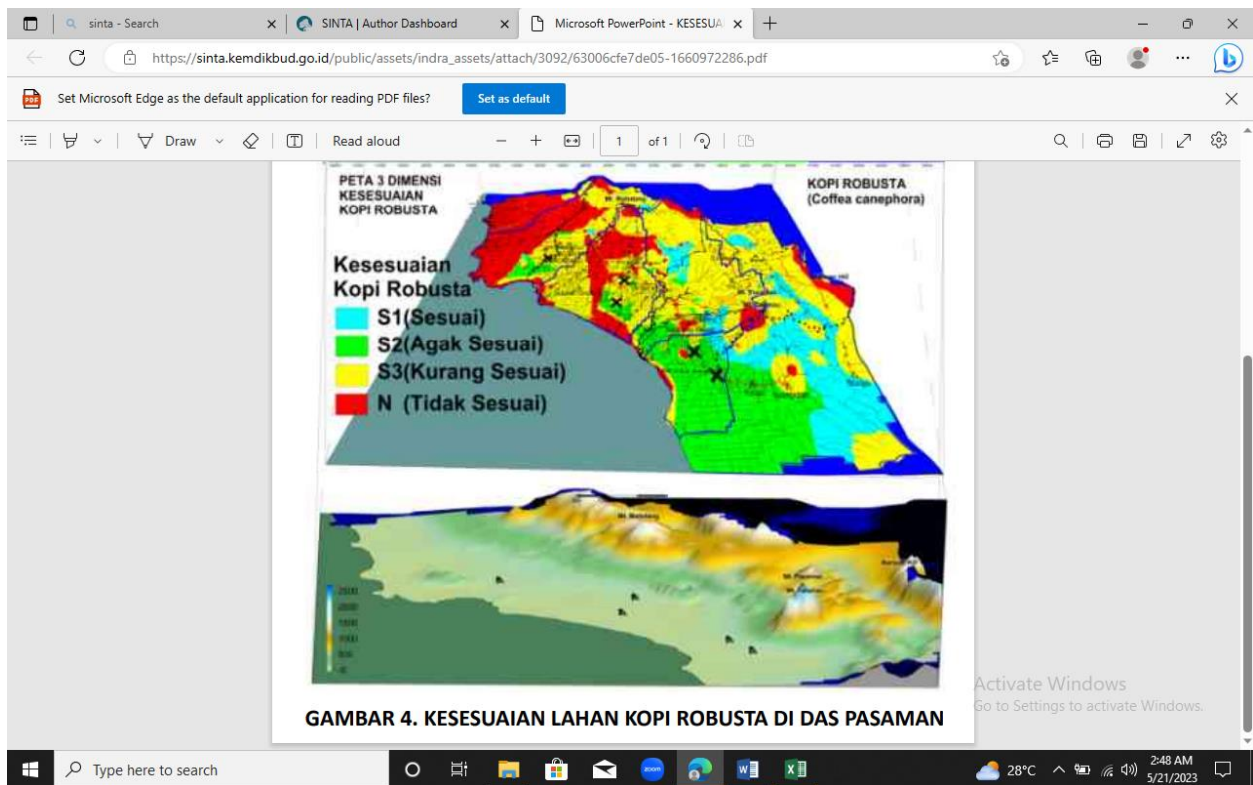 sinta - Search
SINTA | Author Dashboard
Microsoft PowerPoint - KESESUA
https://sinta.kemdikbud.go.id/public/assets/indra_assets/attach/3092/63006cfe7de05-1660972286.pdf
Set Microsoft Edge as the default application for reading PDF files?
Set as default
Draw
Read aloud
1
of 1
PETA 3 DIMENSI
KESESUAIAN
KOPI ROBUSTA
KOPI ROBUSTA
(Coffea canephora)
Kesesuaian
Kopi Robusta
S1(Sesuai)
S2(Agak Sesuai)
S3(Kurang Sesuai)
N (Tidak Sesuai)
GAMBAR 4. KESESUAIAN LAHAN KOPI ROBUSTA DI DAS PASAMAN
Activate Windows
Go to Settings to activate Windows.
Type here to search
zoom
28°C
2:48 AM
5/21/2023